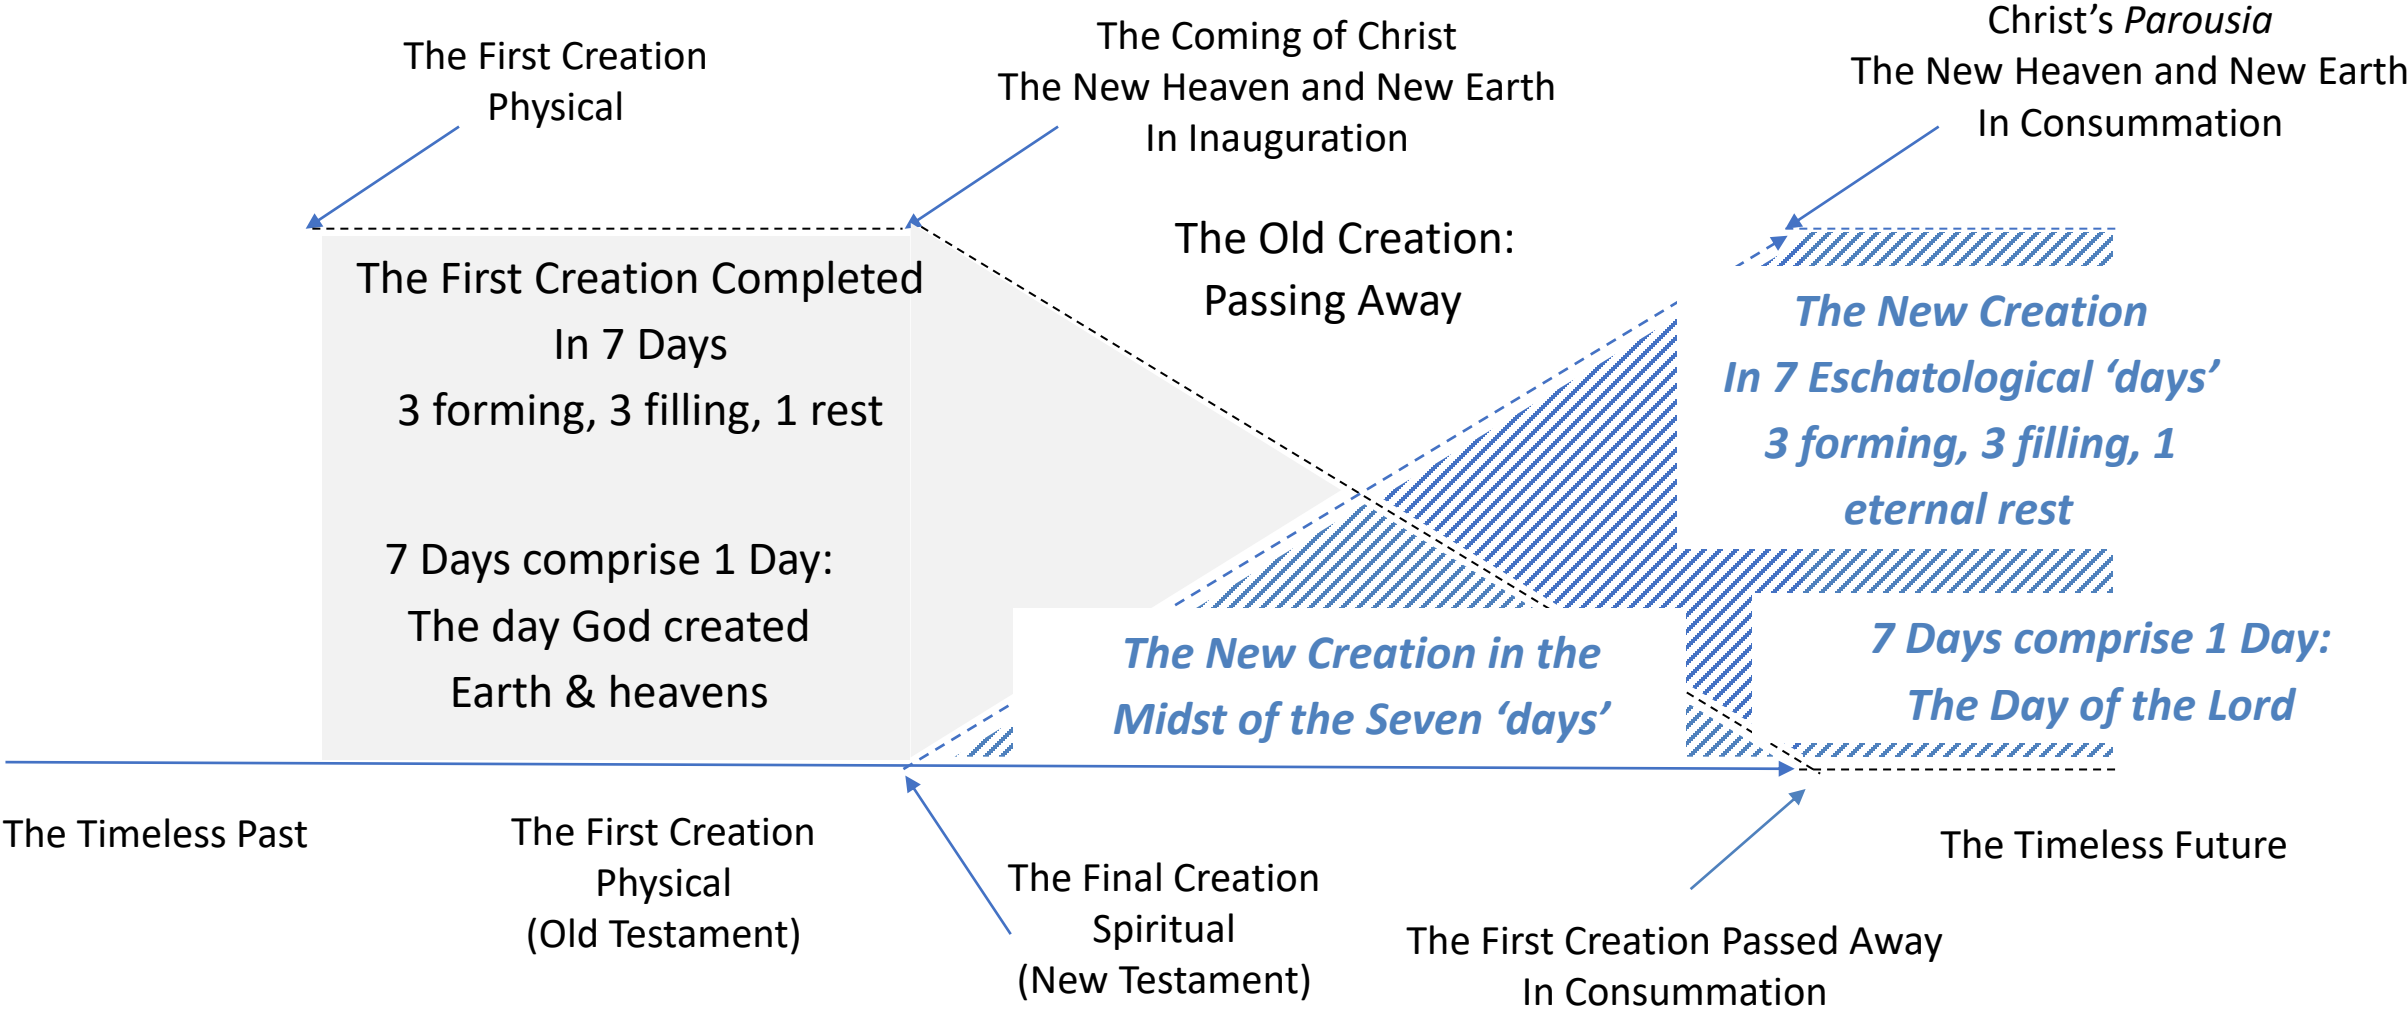 The First Creation
Physical
The Coming of Christ
The New Heaven and New Earth
In Inauguration
Christ’s Parousia
The New Heaven and New Earth
In Consummation
The Old Creation:
Passing Away
The First Creation Completed
In 7 Days
3 forming, 3 filling, 1 rest
7 Days comprise 1 Day:
The day God created
Earth & heavens
The New Creation
In 7 Eschatological ‘days’
3 forming, 3 filling, 1
eternal rest
The New Creation in the
Midst of the Seven ‘days’
7 Days comprise 1 Day:
The Day of the Lord
The Timeless Past
The First Creation
Physical
(Old Testament)
The Final Creation
Spiritual
(New Testament)
The First Creation Passed Away
In Consummation
The Timeless Future